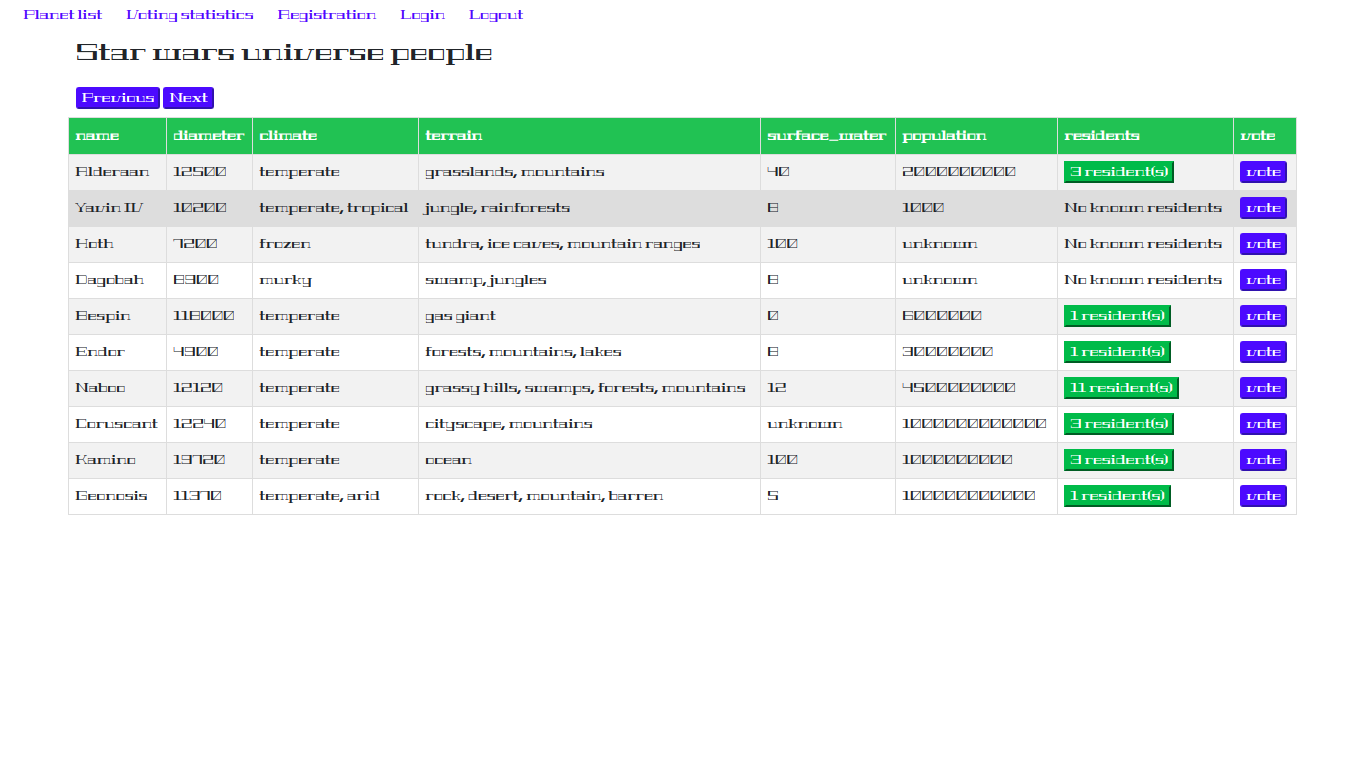 Planet list Voting statistics Registration Login Logout
Star wars universe people
Previous Next
name diameter climate terrain surface_water population residents vote
Alderaan 12500 temperate grasslands, mountains 40 2000000000 3 resident(s) vote
Yavin IV 10200 temperate, tropical jungle, rainforests 8 1000 No known residents vote
Hoth 7200 frozen tundra, ice caves, mountain ranges 100 unknown No known residents vote
Dagobah 8900 murky swamp, jungles 8 unknown No known residents vote
Bespin 118000 temperate gas giant 0 6000000 1 resident(s) vote
Endor 4900 temperate forests, mountains, lakes 8 30000000 1 resident(s) vote
Naboo 12120 temperate grassy hills, swamps, forests, mountains 12 4500000000 11 resident(s) vote
Coruscant 12240 temperate cityscape, mountains unknown 1000000000000 3 resident(s) vote
Kamino 19720 temperate ocean 100 1000000000 3 resident(s) vote
Geonosis 11370 temperate, arid rock, desert, mountain, barren 5 100000000000 1 resident(s) vote